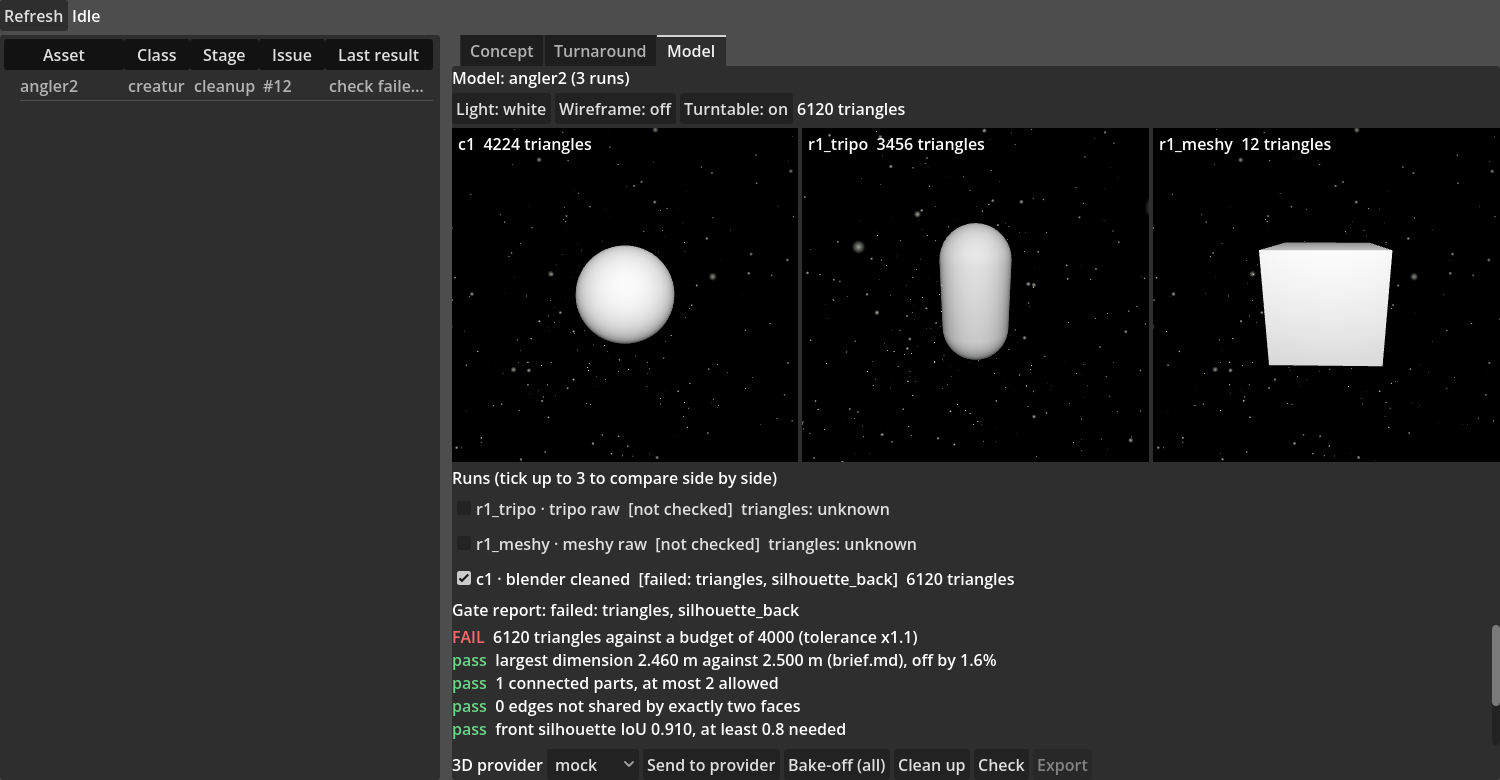 Refresh Idle
Asset Class Stage Issue Last result
angler2 creatur cleanup #12 check faile...
Concept Turnaround Model
Model: angler2 (3 runs)
Light: white Wireframe: off Turntable: on 6120 triangles
c1 4224 triangles
r1_tripo 3456 triangles
r1_meshy 12 triangles
Runs (tick up to 3 to compare side by side)
r1_tripo · tripo raw [not checked] triangles: unknown
r1_meshy · meshy raw [not checked] triangles: unknown
c1 · blender cleaned [failed: triangles, silhouette_back] 6120 triangles
Gate report: failed: triangles, silhouette_back
FAIL 6120 triangles against a budget of 4000 (tolerance x1.1)
pass largest dimension 2.460 m against 2.500 m (brief.md), off by 1.6%
pass 1 connected parts, at most 2 allowed
pass 0 edges not shared by exactly two faces
pass front silhouette IoU 0.910, at least 0.8 needed
3D provider mock Send to provider Bake-off (all) Clean up Check Export